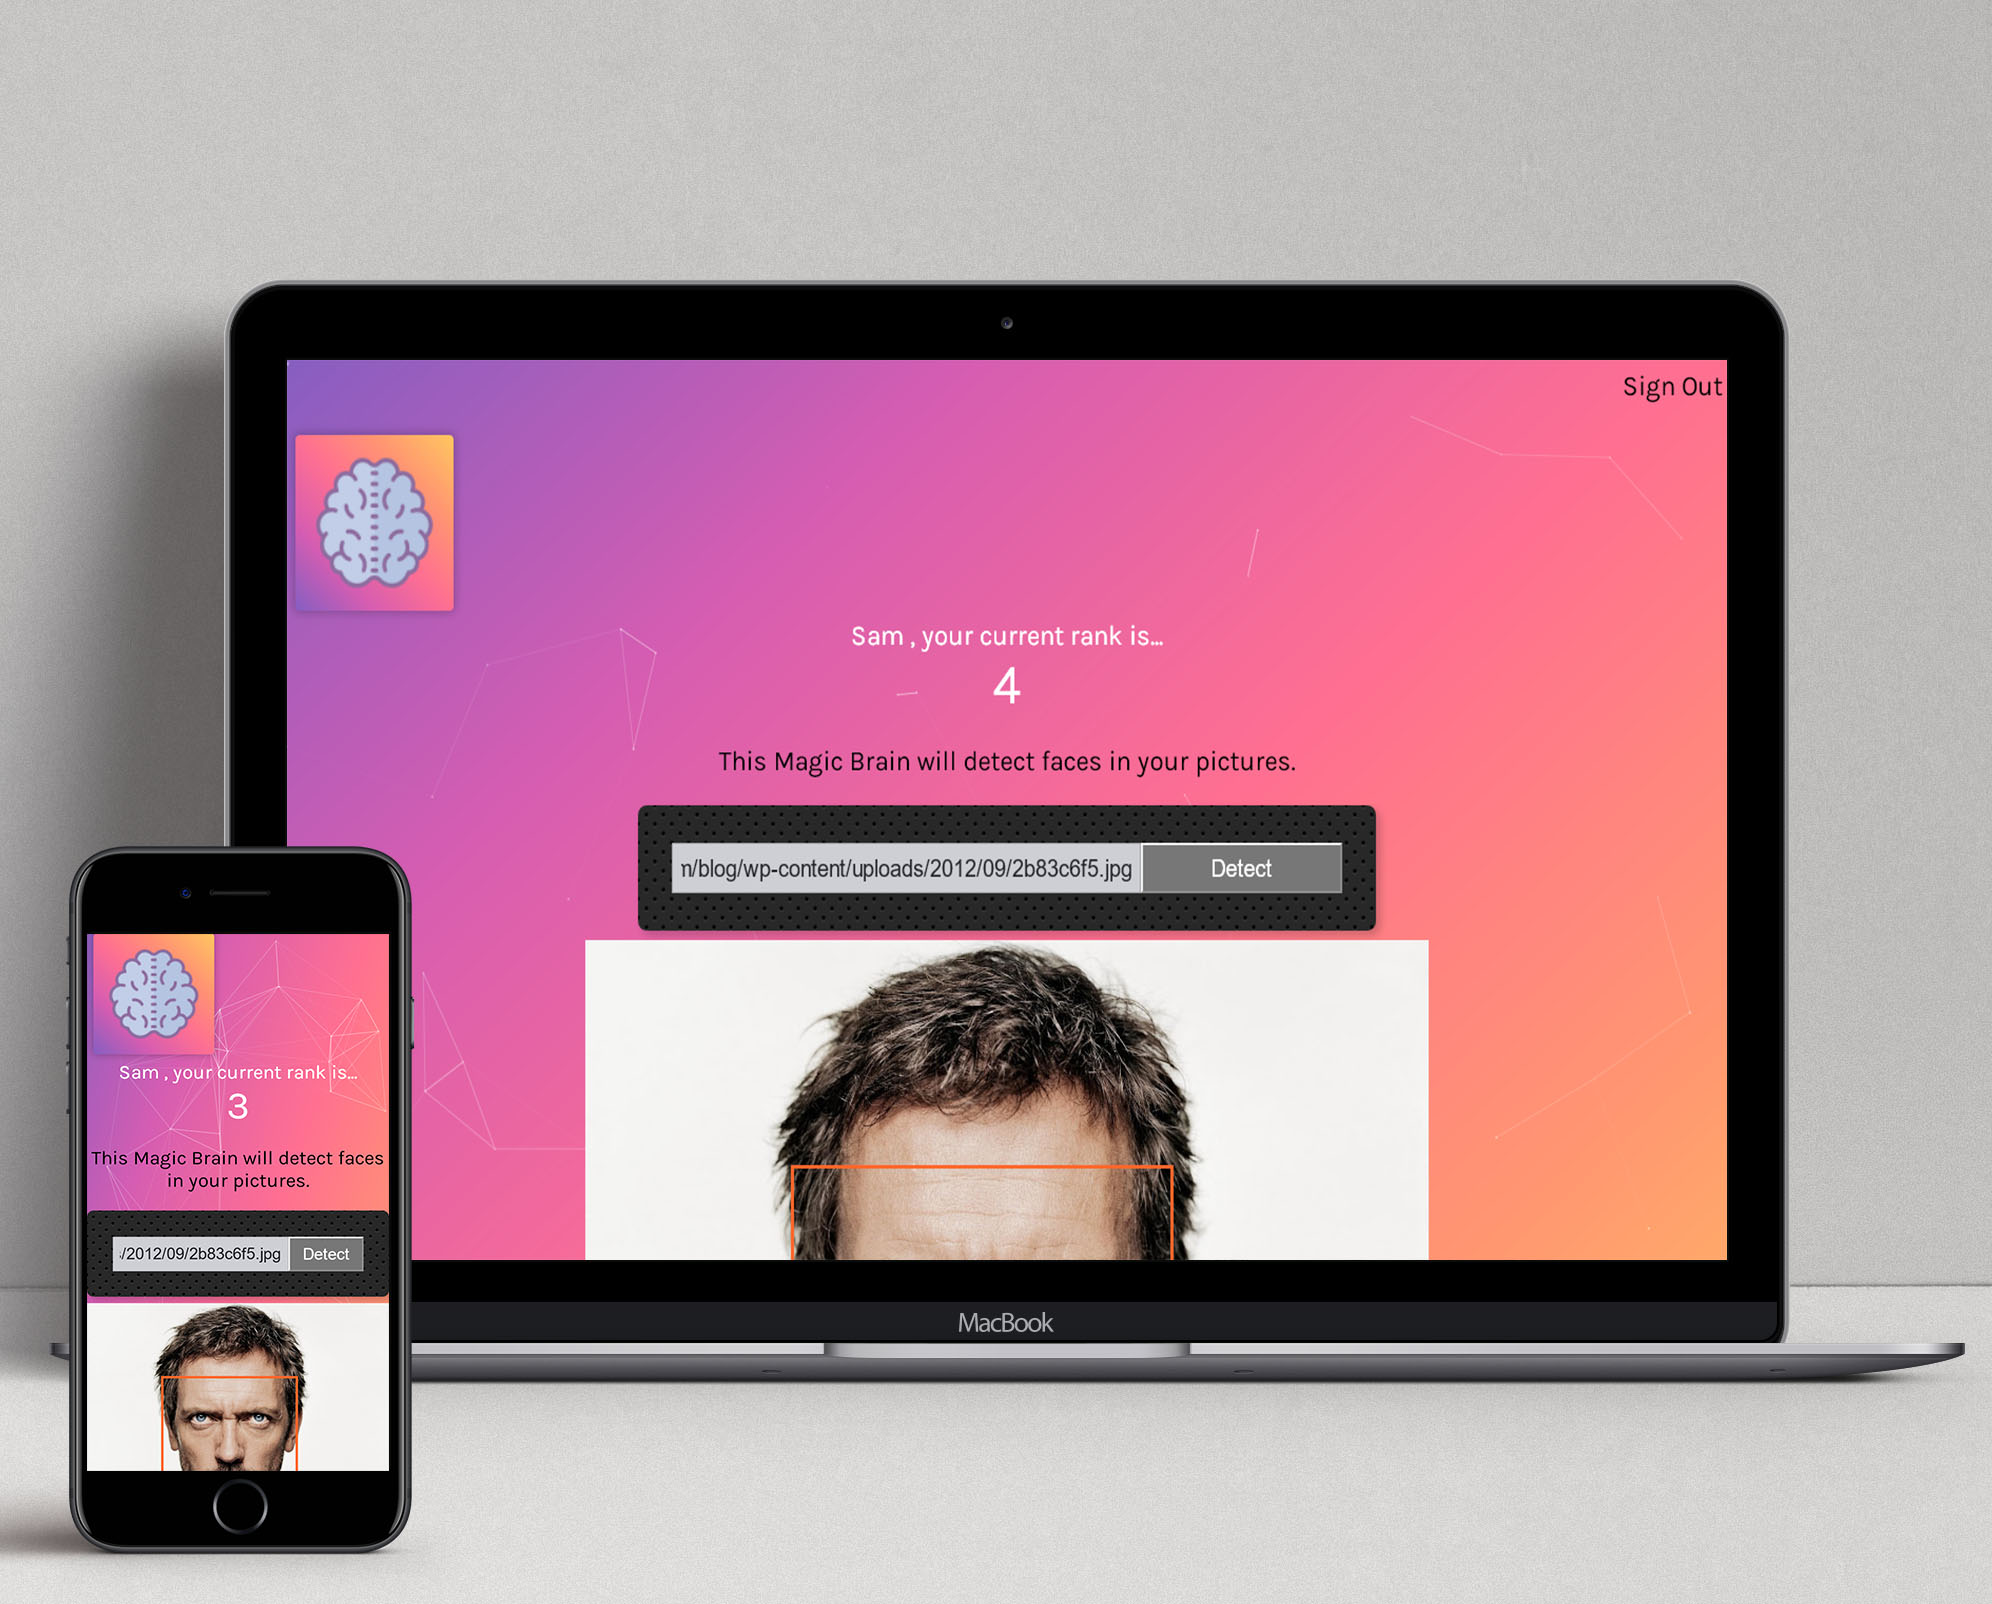 Sign Out
Sam , your current rank is...
4
This Magic Brain will detect faces in your pictures.
n/blog/wp-content/uploads/2012/09/2b83c6f5.jpg
Detect
MacBook
Sam , your current rank is...
3
This Magic Brain will detect faces
in your pictures.
/2012/09/2b83c6f5.jpg
Detect